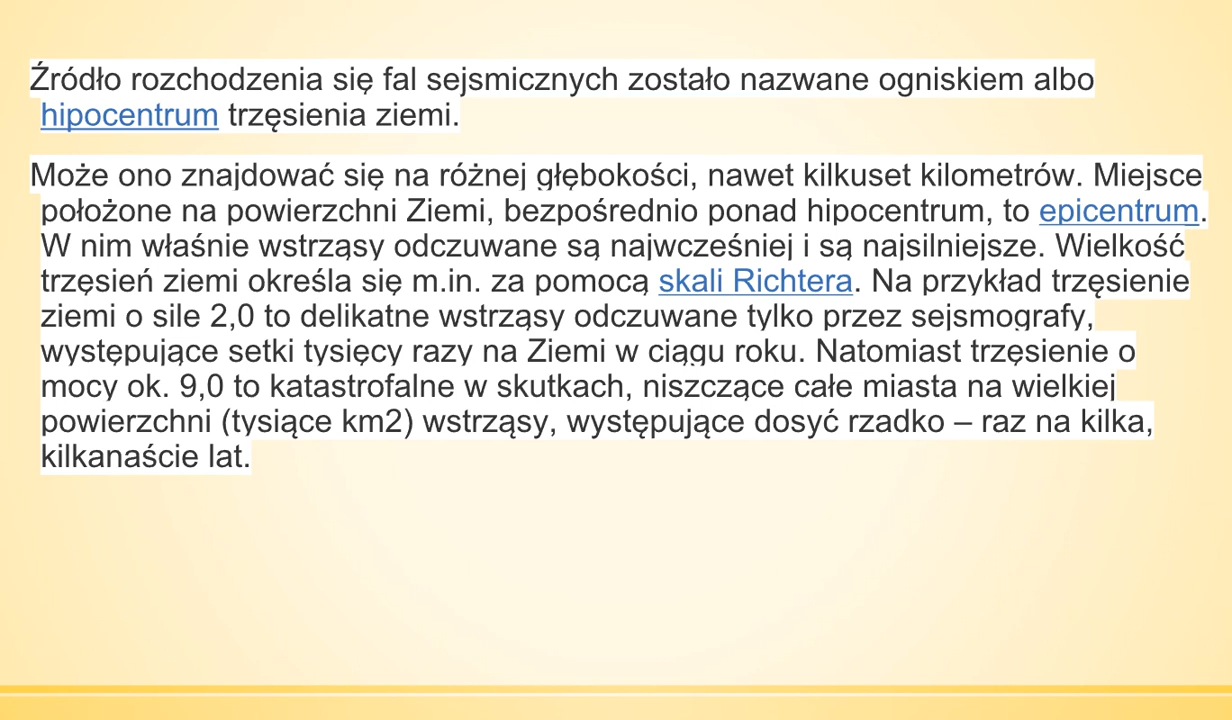 Źródło rozchodzenia się fal sejsmicznych zostało nazwane ogniskiem albo
hipocentrum trzęsienia ziemi.
Może ono znajdować się na różnej głębokości, nawet kilkuset kilometrów. Miejsce
położone na powierzchni Ziemi, bezpośrednio ponad hipocentrum, to epicentrum.
W nim właśnie wstrząsy odczuwane są najwcześniej i są najsilniejsze. Wielkość
trzęsień ziemi określa się m.in. za pomocą skali Richtera. Na przykład trzęsienie
ziemi o sile 2,0 to delikatne wstrząsy odczuwane tylko przez sejsmografy,
występujące setki tysięcy razy na Ziemi w ciągu roku. Natomiast trzęsienie o
mocy ok. 9,0 to katastrofalne w skutkach, niszczące całe miasta na wielkiej
powierzchni (tysiące km2) wstrząsy, występujące dosyć rzadko – raz na kilka,
kilkanaście lat.